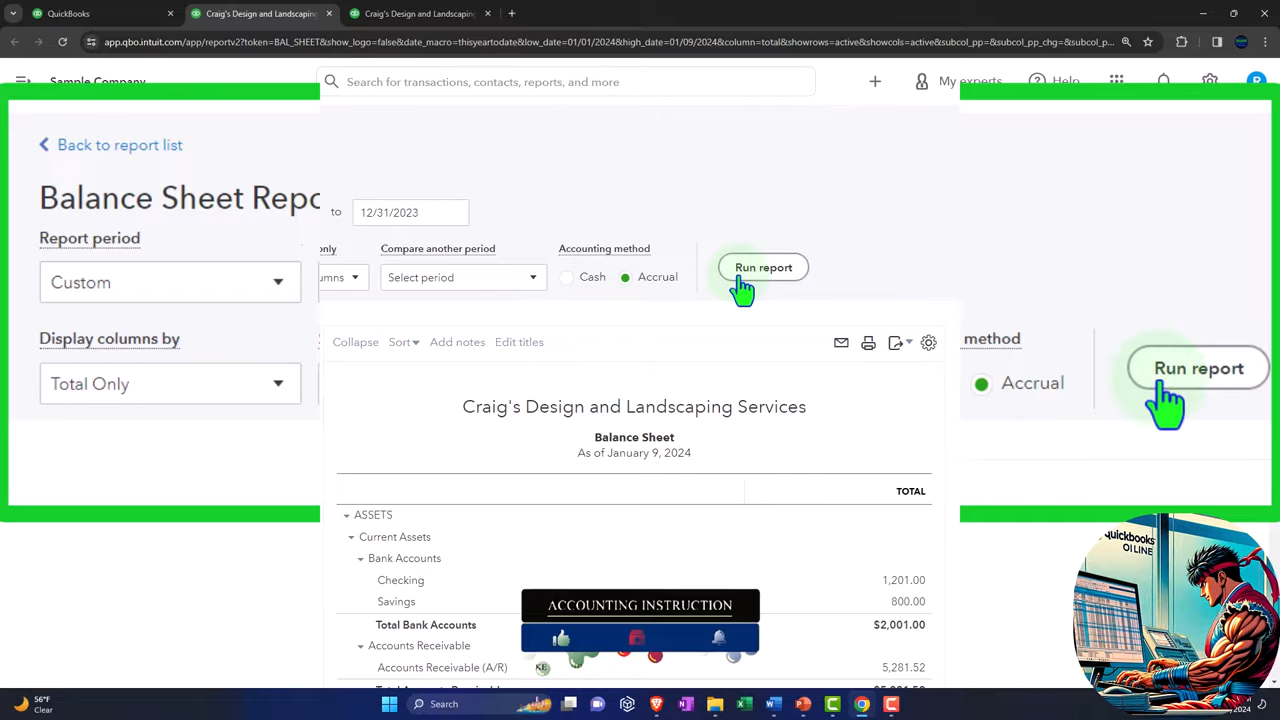 QuickBooks
Craig's Design and Landscaping
Craig's Design and Landscaping
app.qbo.intuit.com/app/reportv2?token=BAL_SHEET&show_logo=false&date_macro=thisyeartodate&low_date=01/01/2024&high_date=01/09/2024&column=total&showrows=active&showcols=active&subcol_pp=&subcol_pp_chg=&subcol_p...
Sample Company
Search for transactions, contacts, reports, and more
My experts
Help
R
Back to report list
Balance Sheet Repo
Report period
to
12/31/2023
Custom
only
Compare another period
Accounting method
Run report
mns
Select period
Cash
Accrual
Display columns by
Total Only
method
Accrual
Run report
Collapse
Sort
Add notes
Edit titles
Craig's Design and Landscaping Services
Balance Sheet
As of January 9, 2024
TOTAL
ASSETS
Current Assets
Bank Accounts
Checking 1,201.00
Savings 800.00
Total Bank Accounts $2,001.00
Accounts Receivable
Accounts Receivable (A/R) 5,281.52
ACCOUNTING INSTRUCTION
KE
Quickbooks
OILINE
56°F
Clear
Search
2024